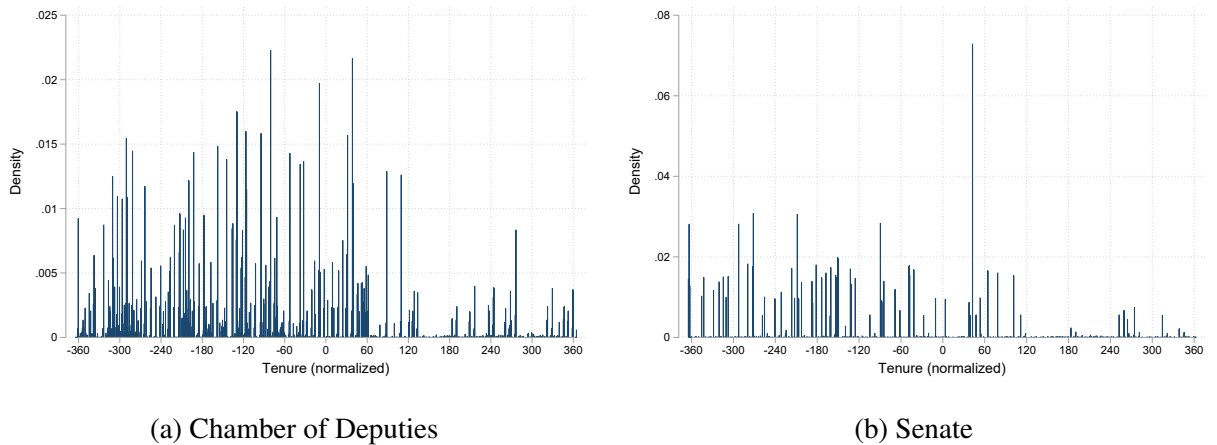 .025
.02
.015
.01
.005
0
Density
-360 -300 -240 -180 -120 -60 0 60 120 180 240 300 360
Tenure (normalized)
(a) Chamber of Deputies
.08
.06
.04
.02
0
Density
-360 -300 -240 -180 -120 -60 0 60 120 180 240 300 360
Tenure (normalized)
(b) Senate